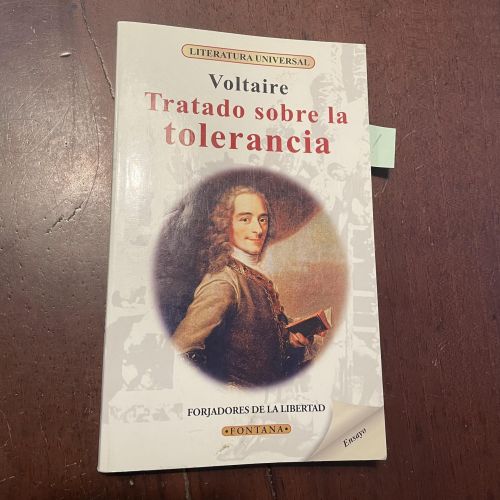 LITERATURA UNIVERSAL
Voltaire
Tratado sobre la
tolerancia
FORJADORES DE LA LIBERTAD
•FONTANA•
Ensayo